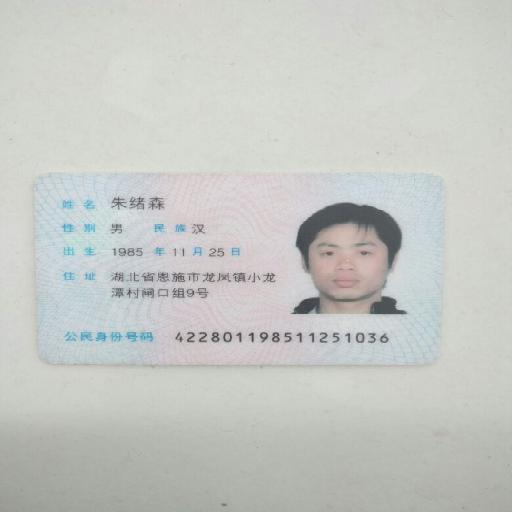 姓名 朱绪森
性别 男 民族 汉
出生 1985 年 11 月 25 日
住址 湖北省恩施市龙凤镇小龙
潭村闸口组9号
公民身份号码 422801198511251036